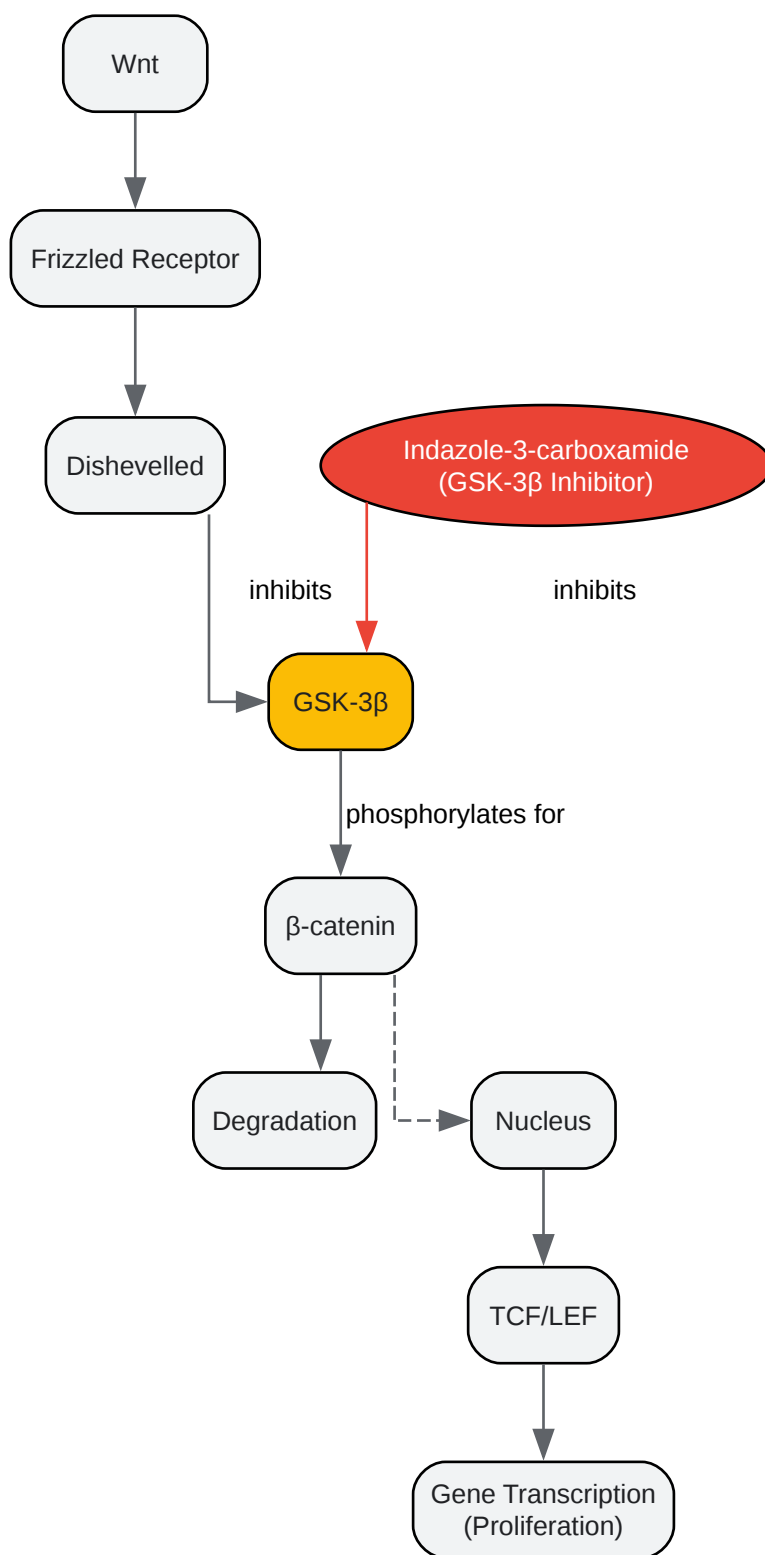 Wnt
Frizzled Receptor
Dishevelled
Indazole-3-carboxamide
(GSK-3β Inhibitor)
inhibits
inhibits
GSK-3β
phosphorylates for
β-catenin
Degradation
Nucleus
TCF/LEF
Gene Transcription
(Proliferation)